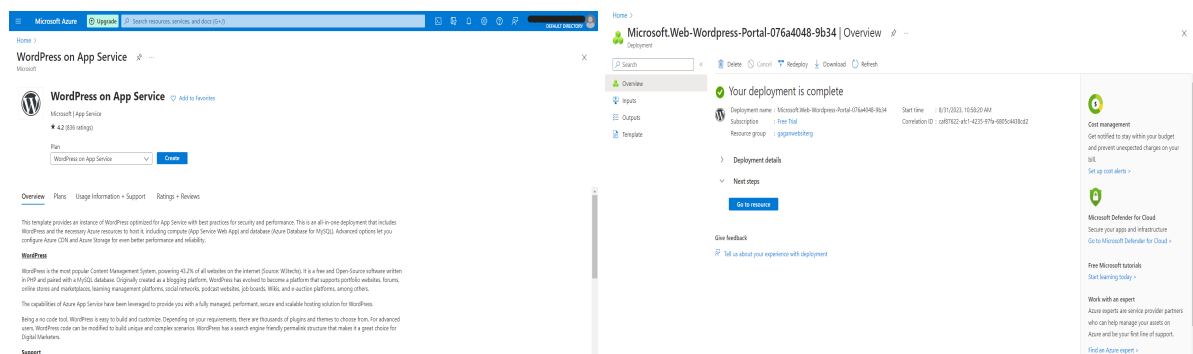 Microsoft Azure
Upgrade
Search resources, services, and docs (G+/)
DEFAULT DIRECTORY
Home >
WordPress on App Service
Microsoft
WordPress on App Service
Add to Favorites
Microsoft | App Service
★ 4.2 (836 ratings)
Plan
WordPress on App Service
Create
Overview Plans Usage Information + Support Ratings + Reviews
This template provides an instance of WordPress optimized for App Service with best practices for security and performance. This is an all-in-one deployment that includes
WordPress and the necessary Azure resources to host it, including compute (App Service Web App) and database (Azure Database for MySQL). Advanced options let you
configure Azure CDN and Azure Storage for even better performance and reliability.
WordPress
WordPress is the most popular Content Management System, powering 43.2% of all websites on the internet (Source: W3techs). It is a free and Open-Source software written
in PHP and paired with a MySQL database. Originally created as a blogging platform, WordPress has evolved to become a platform that supports portfolio websites, forums,
online stores and marketplaces, learning management platforms, social networks, podcast websites, job boards, Wikis, and e-auction platforms, among others.
The capabilities of Azure App Service have been leveraged to provide you with a fully managed, performant, secure and scalable hosting solution for WordPress.
Being a no code tool, WordPress is easy to build and customize. Depending on your requirements, there are thousands of plugins and themes to choose from. For advanced
users, WordPress code can be modified to build unique and complex scenarios. WordPress has a search engine friendly permalink structure that makes it a great choice for
Digital Marketers.
Support
Home >
Microsoft.Web-Wordpress-Portal-076a4048-9b34 | Overview
Deployment
Search
Delete Cancel Redeploy Download Refresh
Overview
Inputs
Outputs
Template
Your deployment is complete
Deployment name : Microsoft.Web-Wordpress-Portal-076a4048-9b34
Subscription : Free Trial
Resource group : gaganwebsiterg
Start time : 8/31/2023, 10:58:20 AM
Correlation ID : caf87622-afc1-4235-97fa-6805c4438cd2
Deployment details
Next steps
Go to resource
Give feedback
Tell us about your experience with deployment
Cost management
Get notified to stay within your budget
and prevent unexpected charges on your
bill.
Set up cost alerts >
Microsoft Defender for Cloud
Secure your apps and infrastructure
Go to Microsoft Defender for Cloud >
Free Microsoft tutorials
Start learning today >
Work with an expert
Azure experts are service provider partners
who can help manage your assets on
Azure and be your first line of support.
Find an Azure expert >